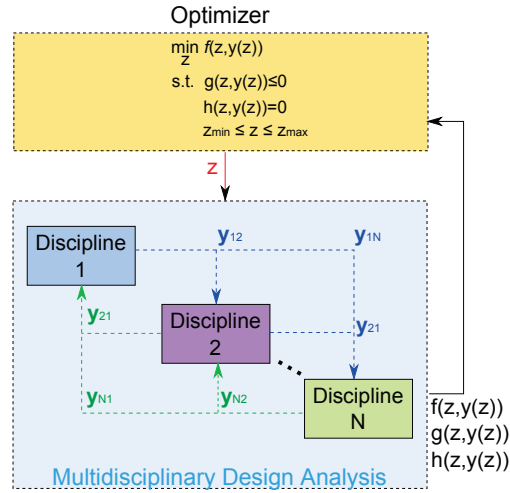 Optimizer
min f(z,y(z))
z
s.t. g(z,y(z))≤0
h(z,y(z))=0
zmin ≤ z ≤ zmax
z
Discipline
1
y12
y1N
y21
Discipline
2
y21
yN1
yN2
Discipline
N
f(z,y(z))
g(z,y(z))
h(z,y(z))
Multidisciplinary Design Analysis